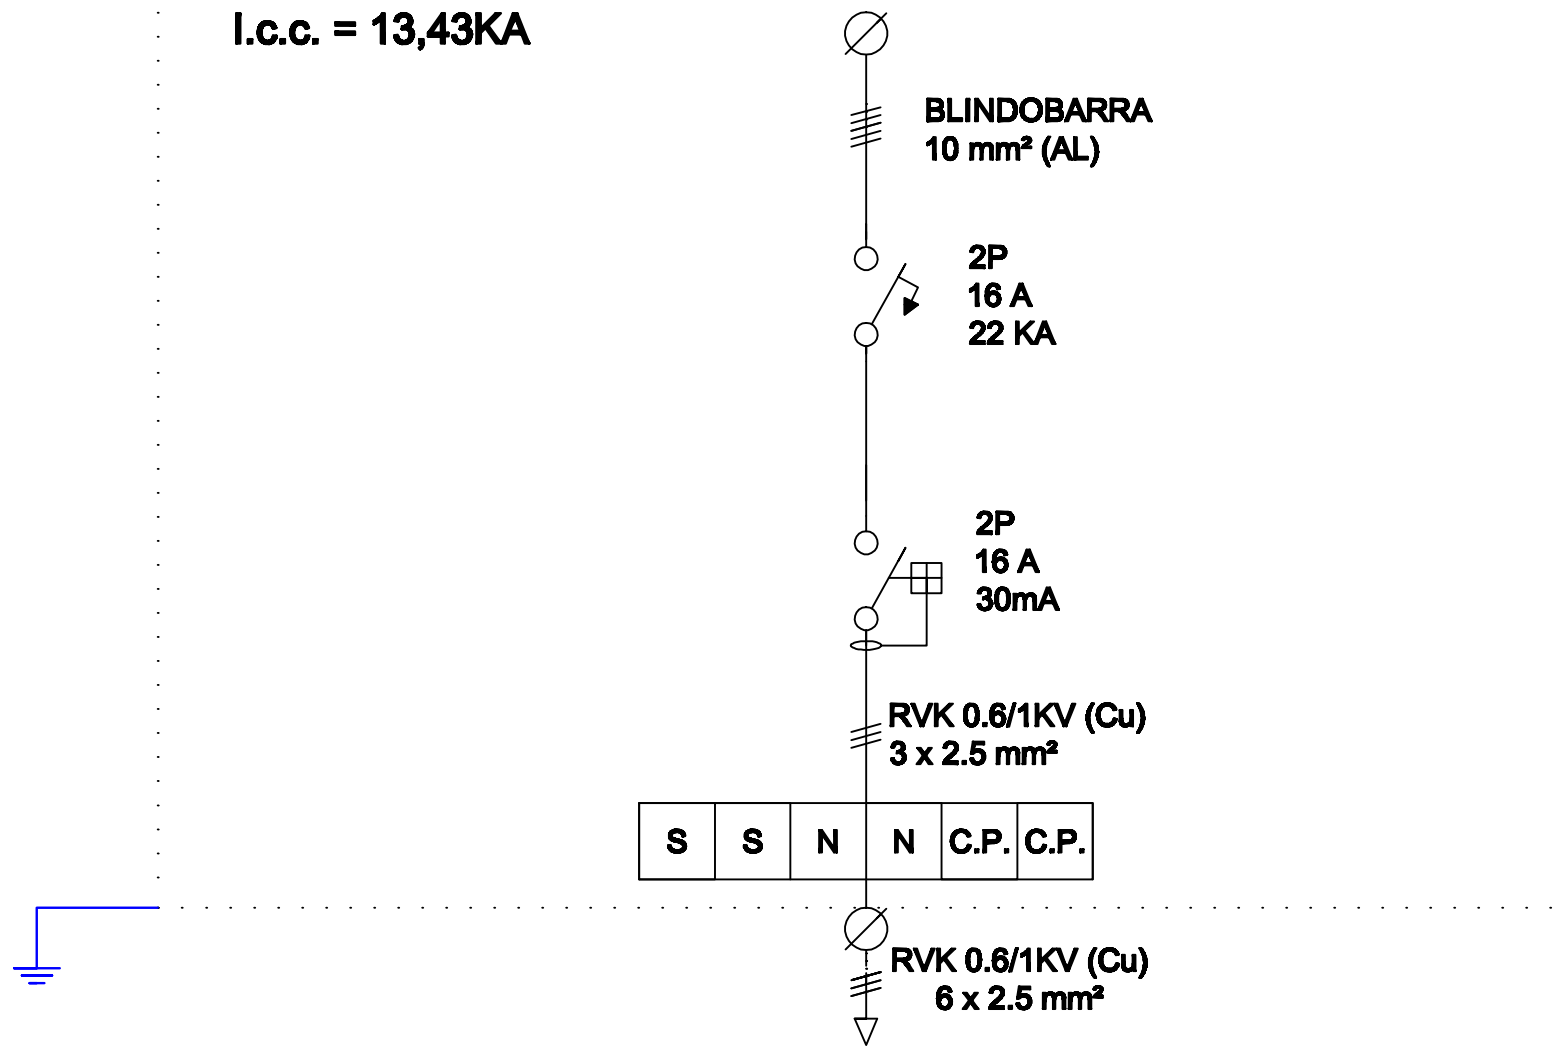 I.c.c. = 13,43KA
BLINDOBARRA
10 mm² (AL)
2P
16 A
22 KA
2P
16 A
30mA
RVK 0.6/1KV (Cu)
3 x 2.5 mm²
S S N N C.P. C.P.
RVK 0.6/1KV (Cu)
6 x 2.5 mm²